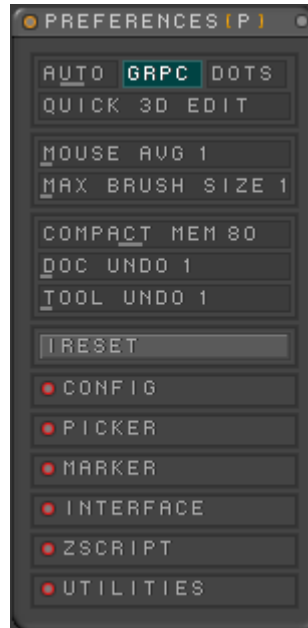 PREFERENCES(P)
AUTO GRPC DOTS
QUICK 3D EDIT
MOUSE AVG 1
MAX BRUSH SIZE 1
COMPACT MEM 80
DOC UNDO 1
TOOL UNDO 1
IRESET
CONFIG
PICKER
MARKER
INTERFACE
ZSCRIPT
UTILITIES